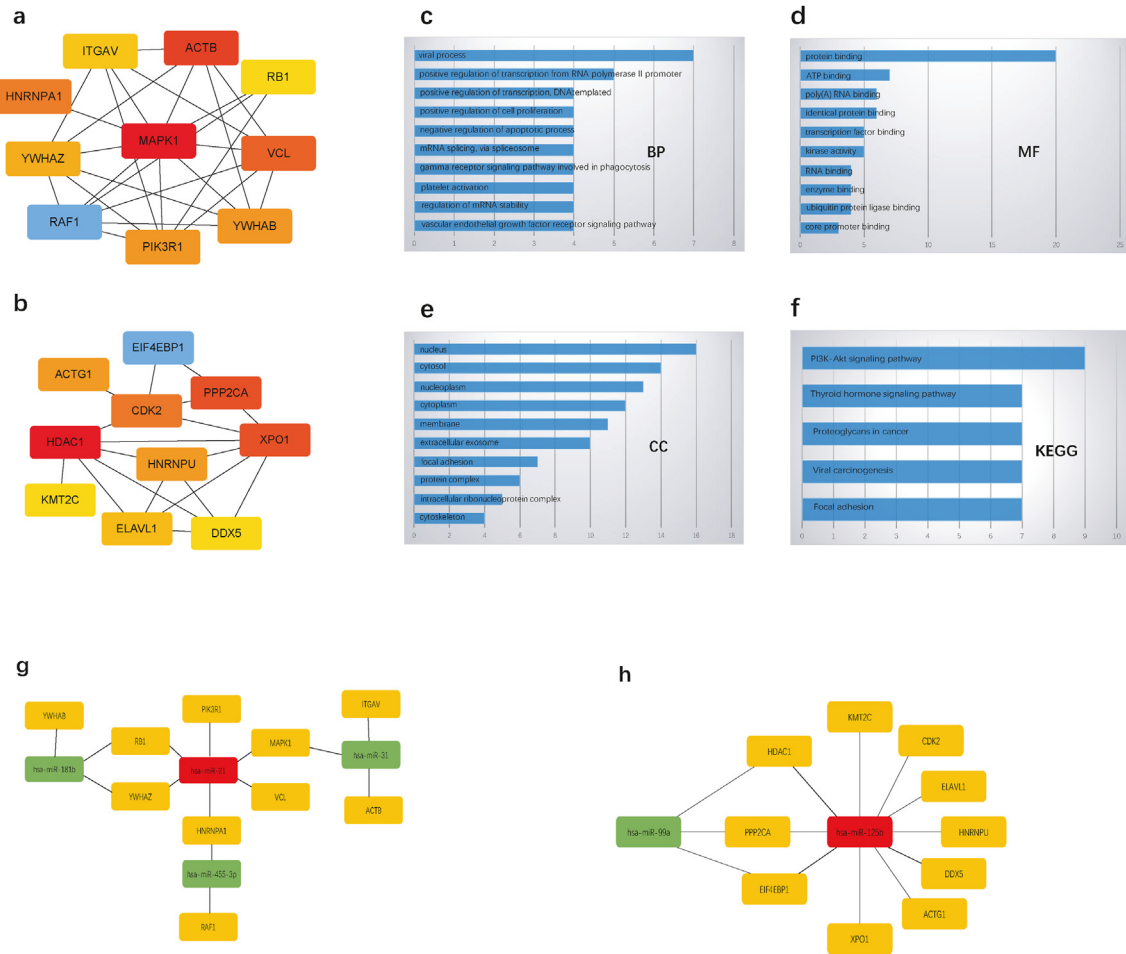 a
ITGAV
ACTB
RB1
HNRNPA1
MAPK1
YWHAZ
VCL
RAF1
YWHAB
PIK3R1
b
EIF4EBP1
ACTG1
PPP2CA
CDK2
HDAC1
XPO1
HNRNPU
KMT2C
ELAVL1
DDX5
c
viral process
positive regulation of transcription from RNA polymerase II promoter
positive regulation of transcription, DNA-templated
positive regulation of cell proliferation
negative regulation of apoptotic process
mRNA splicing, via spliceosome
gamma receptor signaling pathway involved in phagocytosis
platelet activation
regulation of mRNA stability
vascular endothelial growth factor receptor signaling pathway
BP
0 1 2 3 4 5 6 7 8
d
protein binding
ATP binding
poly(A) RNA binding
identical protein binding
transcription factor binding
kinase activity
RNA binding
enzyme binding
ubiquitin protein ligase binding
core promoter binding
MF
0 5 10 15 20 25
e
nucleus
cytosol
nucleoplasm
cytoplasm
membrane
extracellular exosome
focal adhesion
protein complex
intracellular ribonucleoprotein complex
cytoskeleton
CC
0 2 4 6 8 10 12 14 16 18
f
PI3K-Akt signaling pathway
Thyroid hormone signaling pathway
Proteoglycans in cancer
Viral carcinogenesis
Focal adhesion
KEGG
0 1 2 3 4 5 6 7 8 9 10
g
YWHAB
PIK3R1
ITGAV
RB1
MAPK1
hsa-miR-181b
hsa-miR-21
hsa-miR-31
YWHAZ
VCL
ACTB
HNRNPA1
hsa-miR-455-3p
RAF1
h
KMT2C
CDK2
HDAC1
ELAVL1
hsa-miR-99a
PPP2CA
HNRNPU
DDX5
EIF4EBP1
ACTG1
XPO1